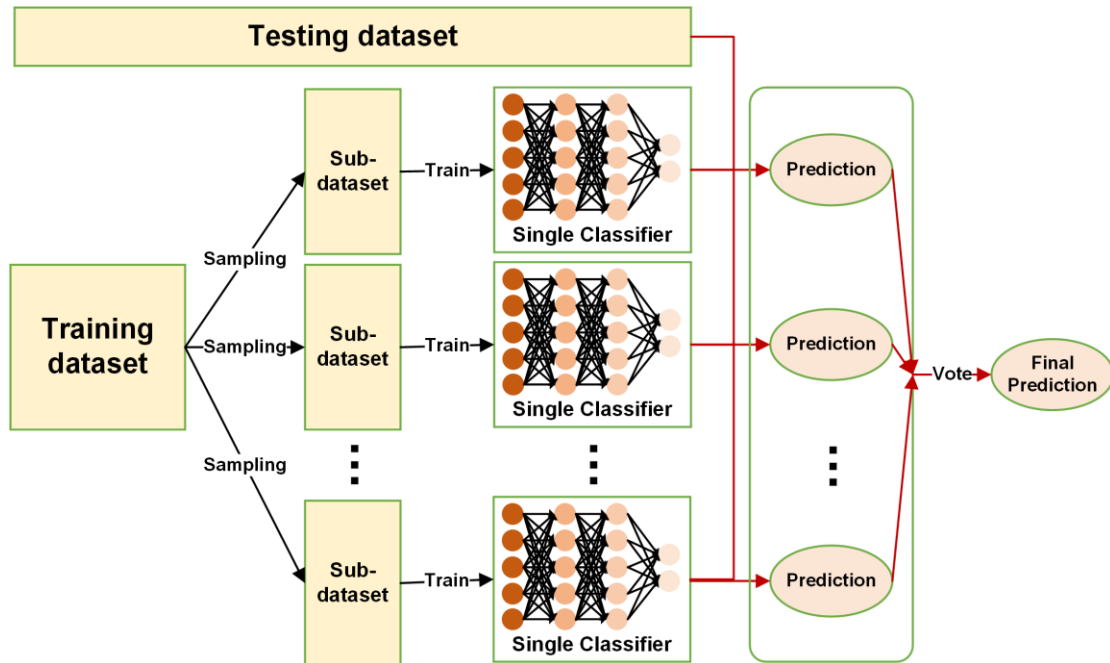 Testing dataset
Sub-
dataset
Train
Single Classifier
Prediction
Sampling
Training
dataset
Sampling
Sub-
dataset
Train
Single Classifier
Prediction
Vote
Final
Prediction
Sampling
Sub-
dataset
Train
Single Classifier
Prediction